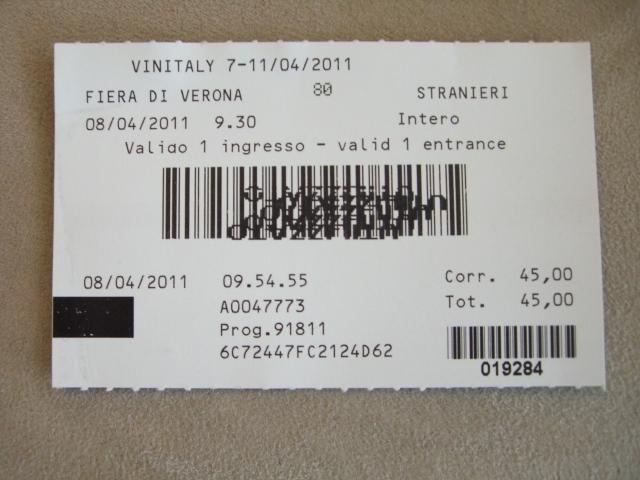 VINITALY 7-11/04/2011
FIERA DI VERONA 80 STRANIERI
08/04/2011 9.30 Intero
Valido 1 ingresso - valid 1 entrance
08/04/2011 09.54.55 Corr. 45,00
A0047773 Tot. 45,00
Prog.91811
6C72447FC2124D62
019284